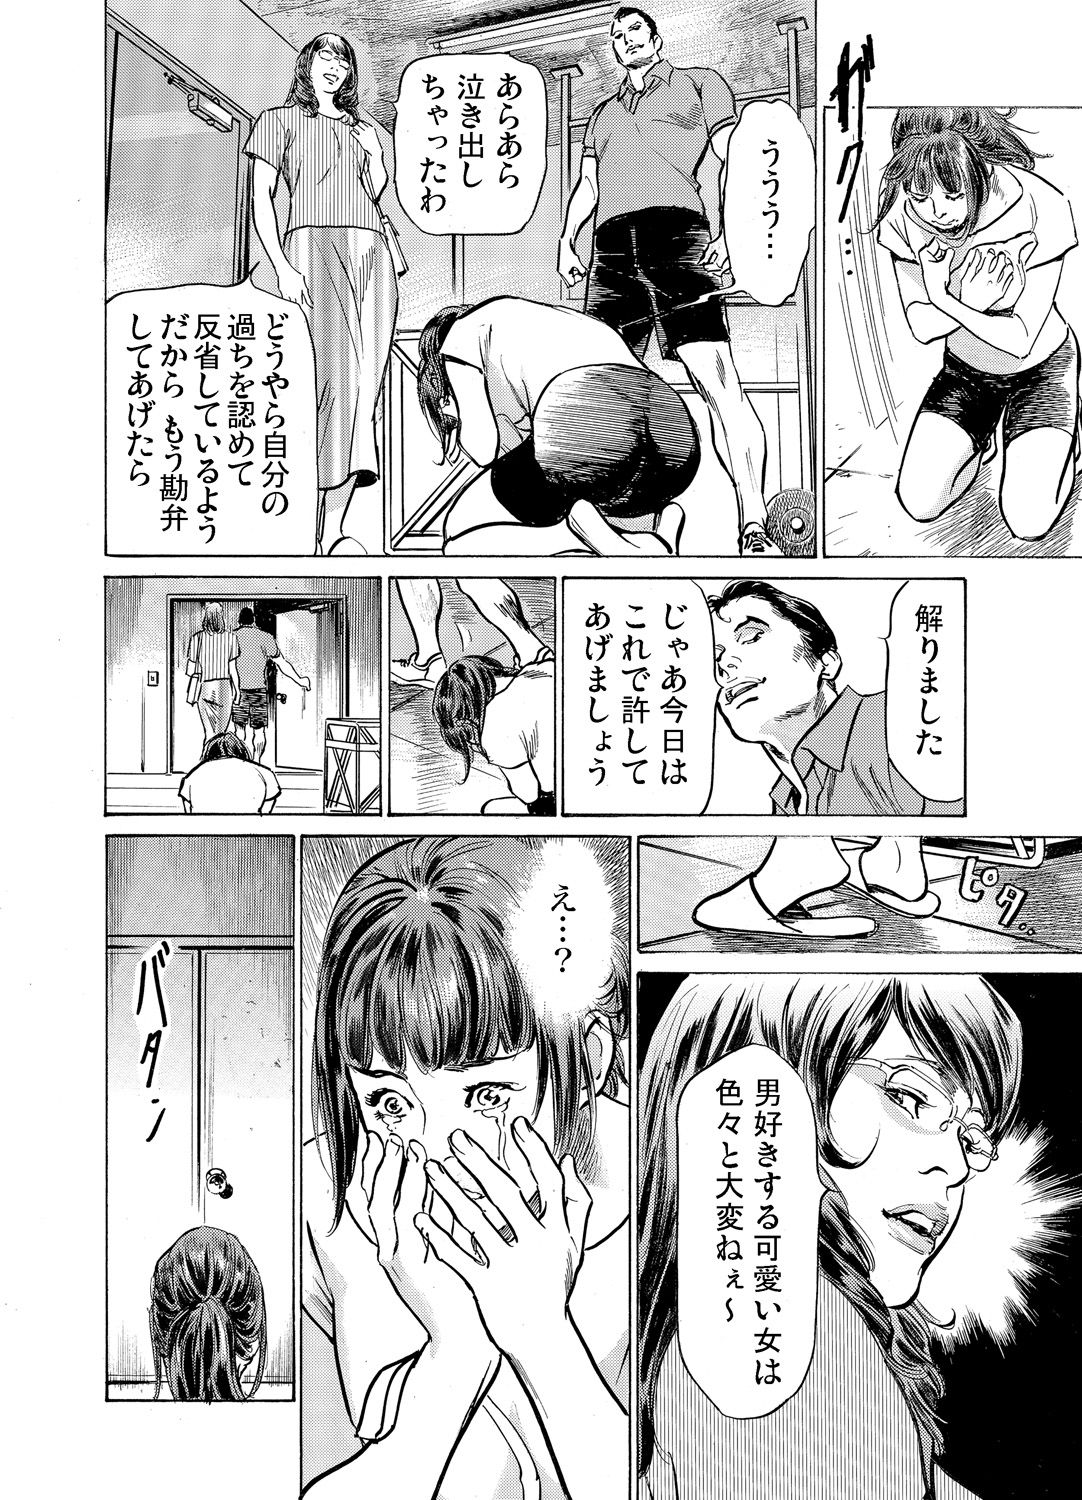 ガクッ…
ううう…
あらあら
泣き出し
ちゃったわ
どうやら自分の
過ちを認めて
反省しているよう
だから もう勘弁
してあげたら
解りました
じゃあ今日は
これで許して
あげましょう
ピタ‥
男好きする可愛い女は
色々と大変ねぇ〜
え…?
バタン